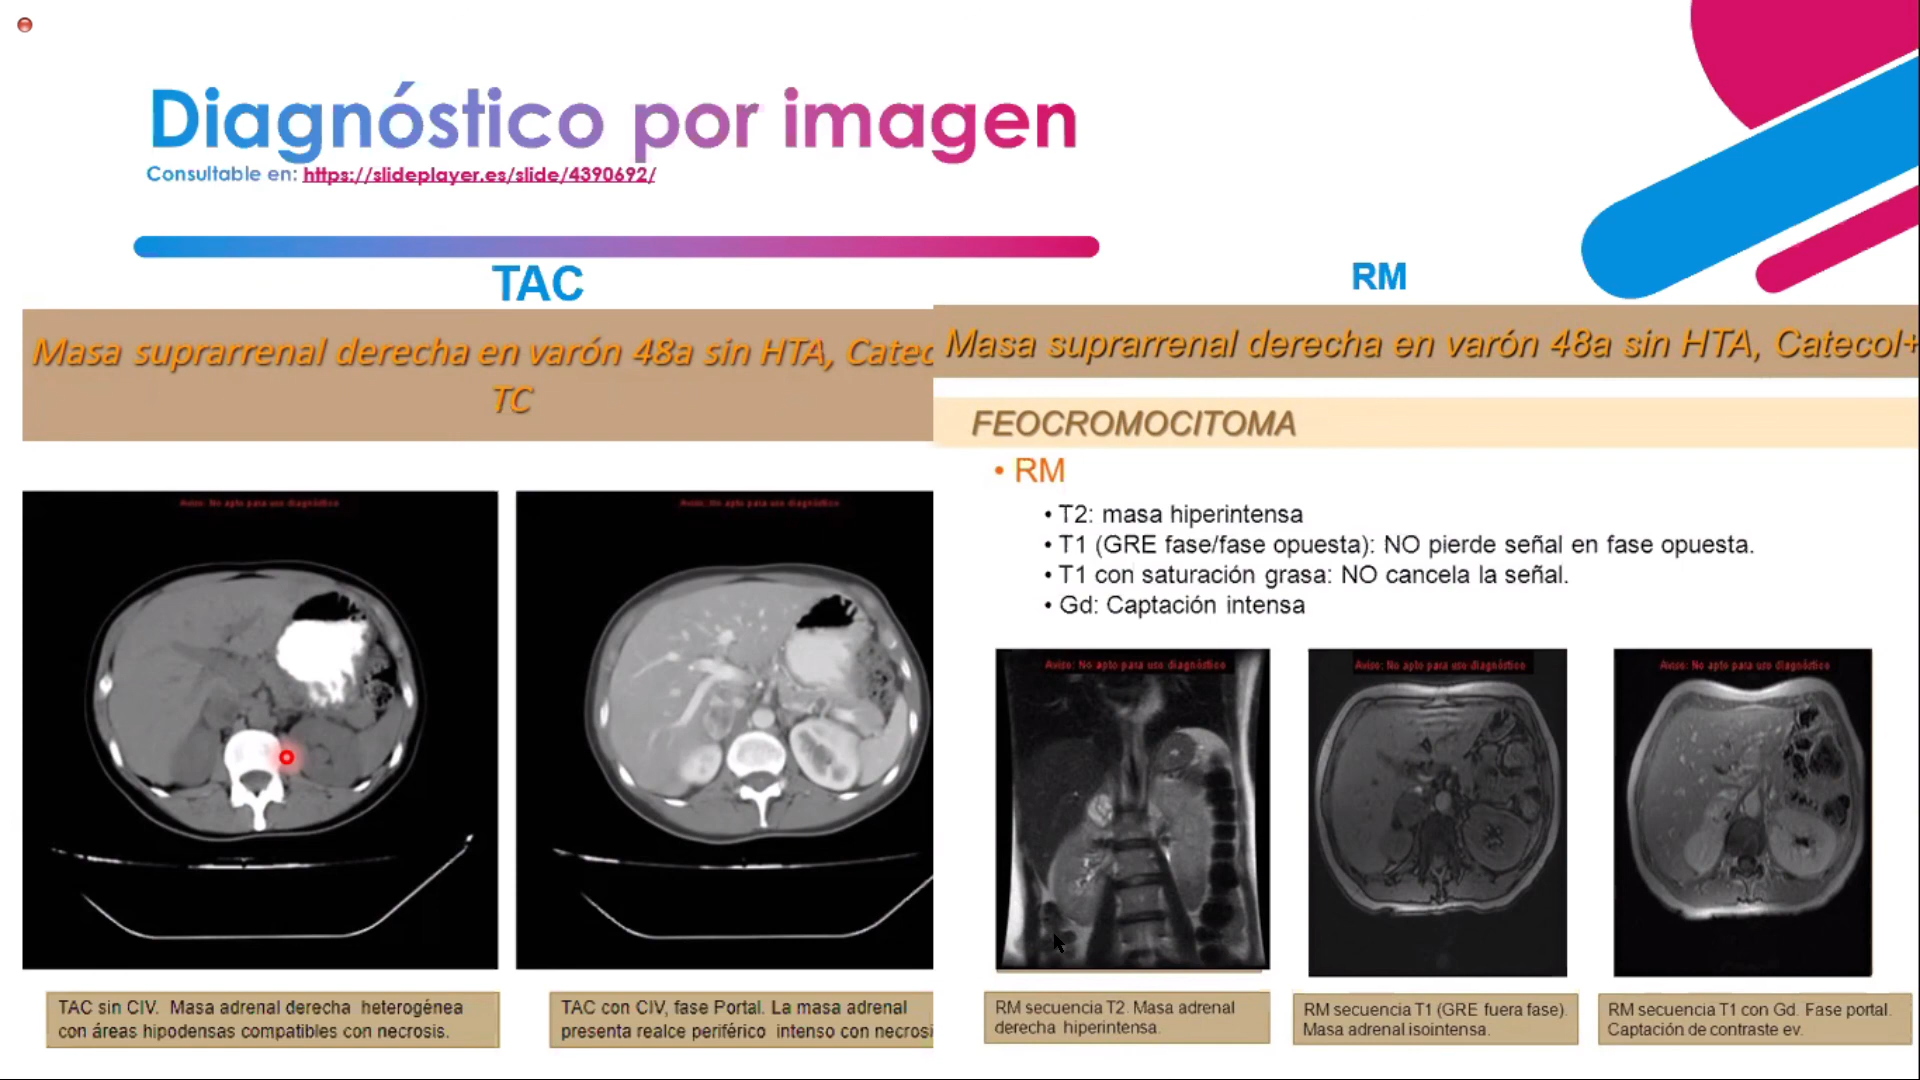 Diagnóstico por imagen
Consultable en: https://slideplayer.es/slide/4390692/
TAC
Masa suprarrenal derecha en varón 48a sin HTA, Catec
TC
Aviso: No apto para uso diagnóstico
Aviso: No apto para uso diagnóstico
TAC sin CIV. Masa adrenal derecha heterogénea
con áreas hipodensas compatibles con necrosis.
TAC con CIV, fase Portal. La masa adrenal
presenta realce periférico intenso con necrosi
RM
Masa suprarrenal derecha en varón 48a sin HTA, Catecol+
FEOCROMOCITOMA
• RM
• T2: masa hiperintensa
• T1 (GRE fase/fase opuesta): NO pierde señal en fase opuesta.
• T1 con saturación grasa: NO cancela la señal.
• Gd: Captación intensa
Aviso: No apto para uso diagnóstico
Aviso: No apto para uso diagnóstico
Aviso: No apto para uso diagnóstico
RM secuencia T2. Masa adrenal
derecha hiperintensa.
RM secuencia T1 (GRE fuera fase).
Masa adrenal isointensa.
RM secuencia T1 con Gd. Fase portal.
Captación de contraste ev.